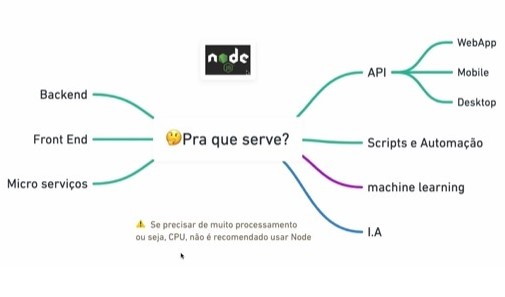 node
JS
Backend
Front End
Micro serviços
🤔Pra que serve?
API
WebApp
Mobile
Desktop
Scripts e Automação
machine learning
I.A
⚠️ Se precisar de muito processamento
ou seja, CPU, não é recomendado usar Node